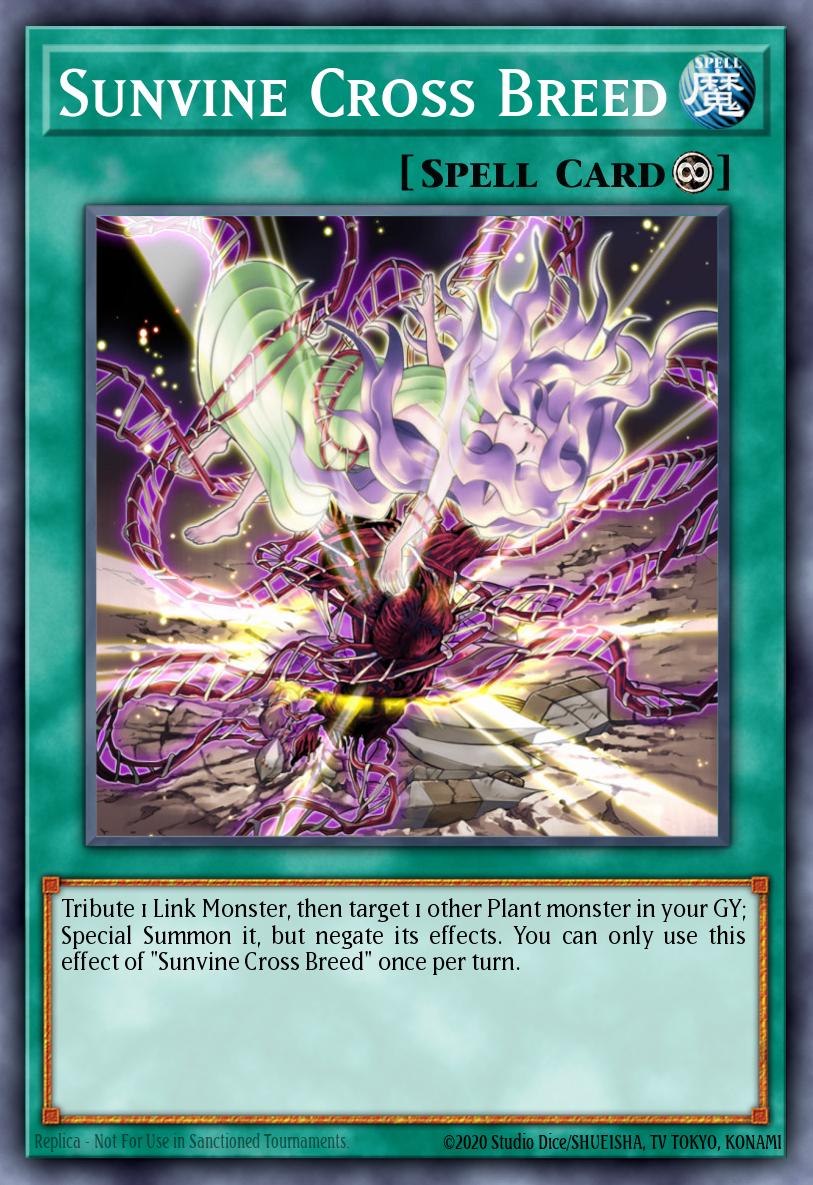 Sunvine Cross Breed
SPELL
魔
[Spell Card]
Tribute 1 Link Monster, then target 1 other Plant monster in your GY;
Special Summon it, but negate its effects. You can only use this
effect of "Sunvine Cross Breed" once per turn.
Replica - Not For Use in Sanctioned Tournaments.
©2020 Studio Dice/SHUEISHA, TV TOKYO, KONAMI